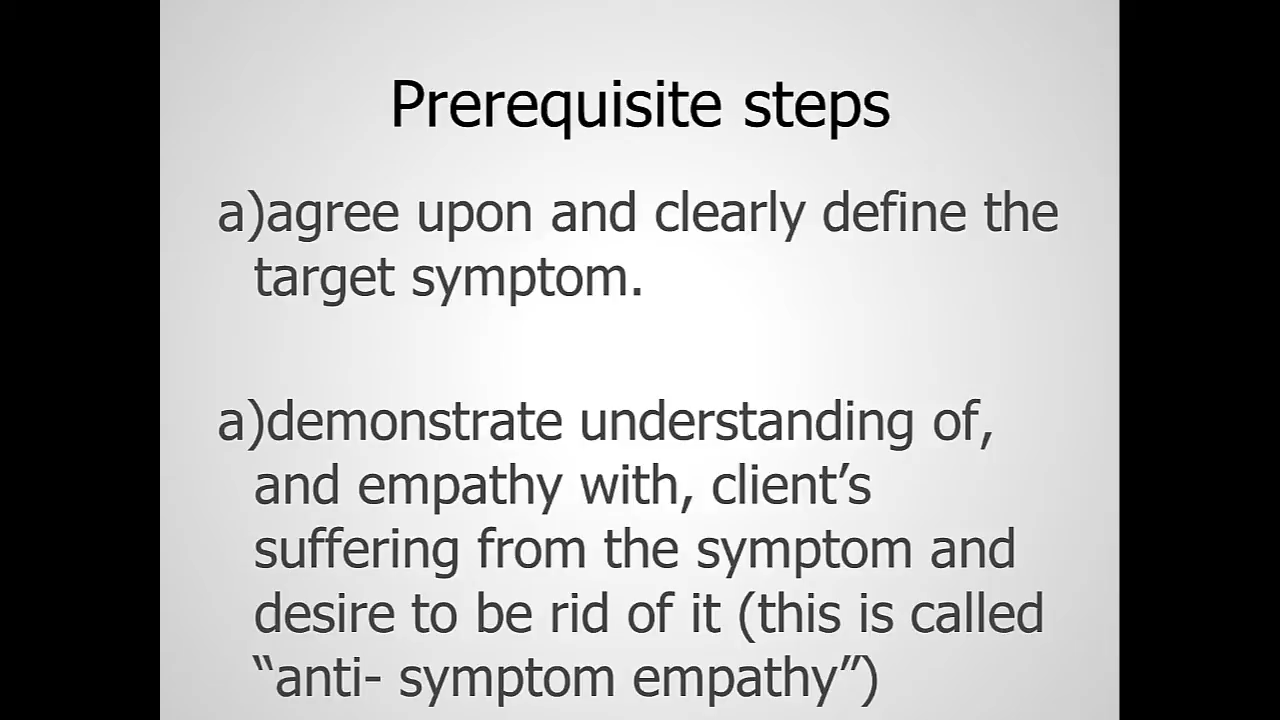 Prerequisite steps
a)agree upon and clearly define the
target symptom.
a)demonstrate understanding of,
and empathy with, client’s
suffering from the symptom and
desire to be rid of it (this is called
“anti- symptom empathy”)